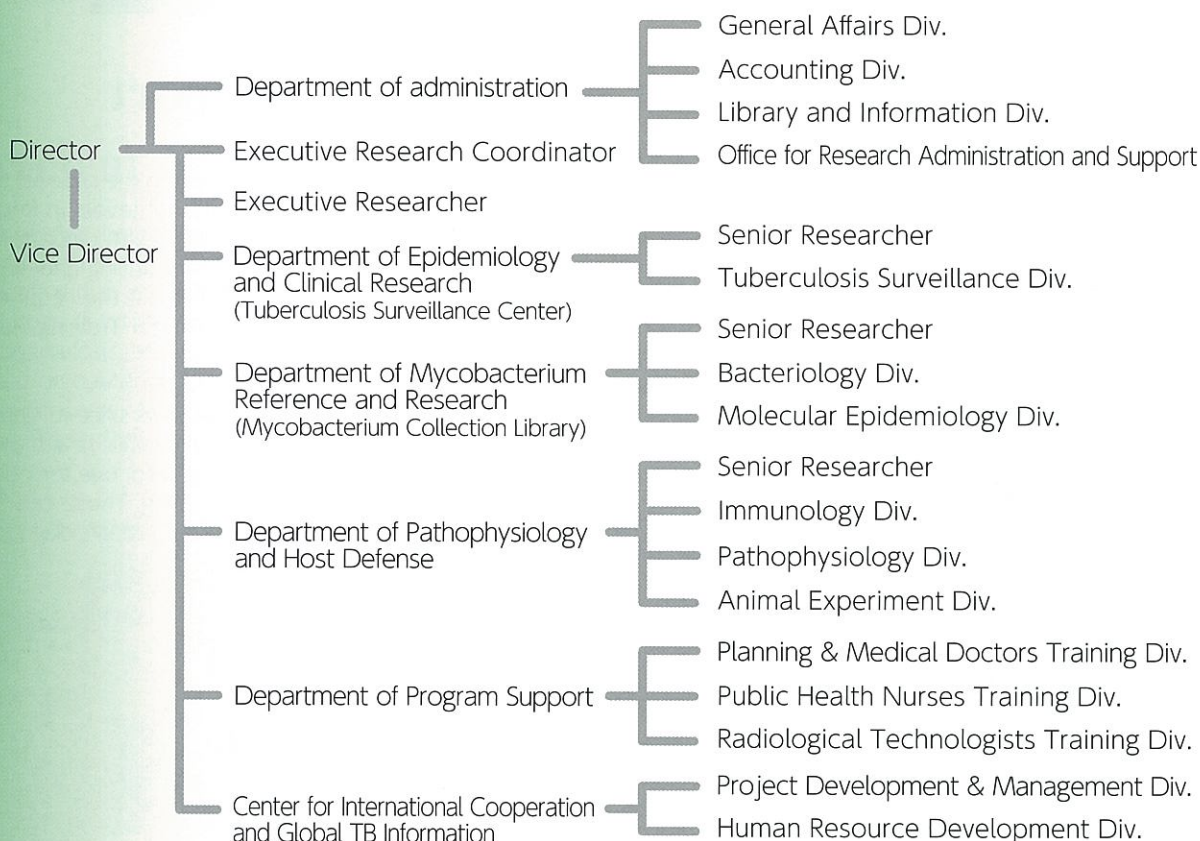 Director
Vice Director
Department of administration
General Affairs Div.
Accounting Div.
Library and Information Div.
Office for Research Administration and Support
Executive Research Coordinator
Executive Researcher
Department of Epidemiology
and Clinical Research
(Tuberculosis Surveillance Center)
Senior Researcher
Tuberculosis Surveillance Div.
Department of Mycobacterium
Reference and Research
(Mycobacterium Collection Library)
Senior Researcher
Bacteriology Div.
Molecular Epidemiology Div.
Department of Pathophysiology
and Host Defense
Senior Researcher
Immunology Div.
Pathophysiology Div.
Animal Experiment Div.
Department of Program Support
Planning & Medical Doctors Training Div.
Public Health Nurses Training Div.
Radiological Technologists Training Div.
Center for International Cooperation
and Global TB Information
Project Development & Management Div.
Human Resource Development Div.